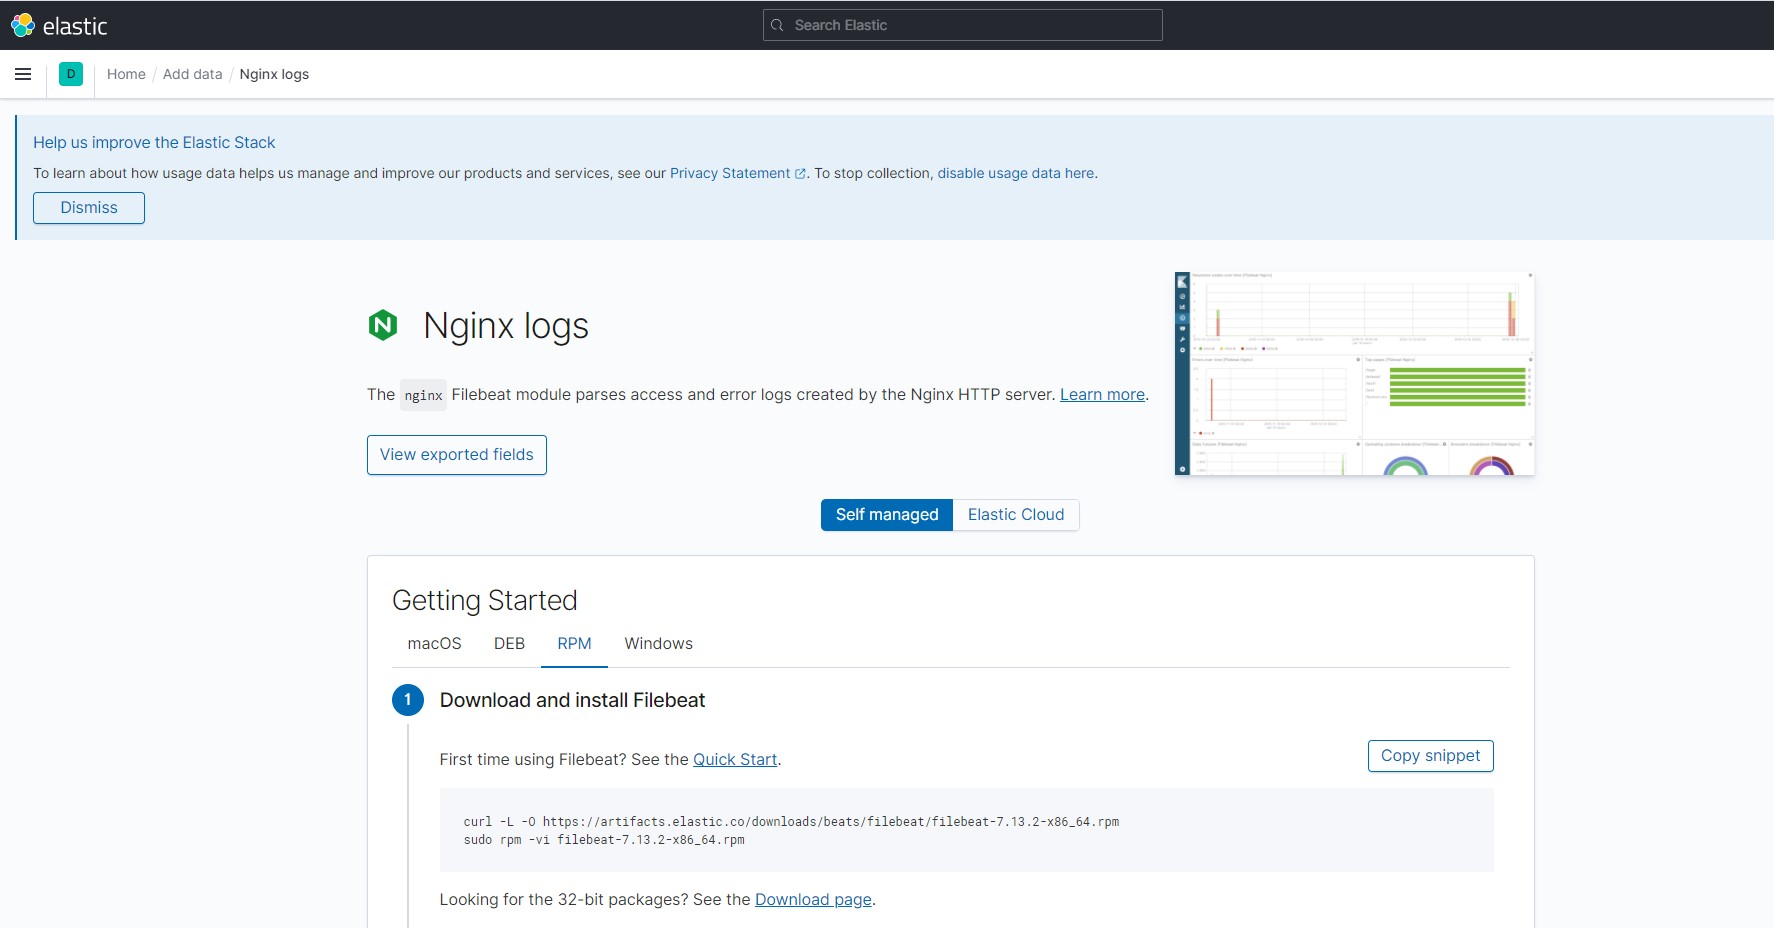 elastic
Search Elastic
D
Home / Add data / Nginx logs
Help us improve the Elastic Stack
To learn about how usage data helps us manage and improve our products and services, see our Privacy Statement. To stop collection, disable usage data here.
Dismiss
Nginx logs
The nginx Filebeat module parses access and error logs created by the Nginx HTTP server. Learn more.
View exported fields
Self managed
Elastic Cloud
Getting Started
macOS DEB RPM Windows
1 Download and install Filebeat
First time using Filebeat? See the Quick Start.
Copy snippet
curl -L -O https://artifacts.elastic.co/downloads/beats/filebeat/filebeat-7.13.2-x86_64.rpm
sudo rpm -vi filebeat-7.13.2-x86_64.rpm
Looking for the 32-bit packages? See the Download page.